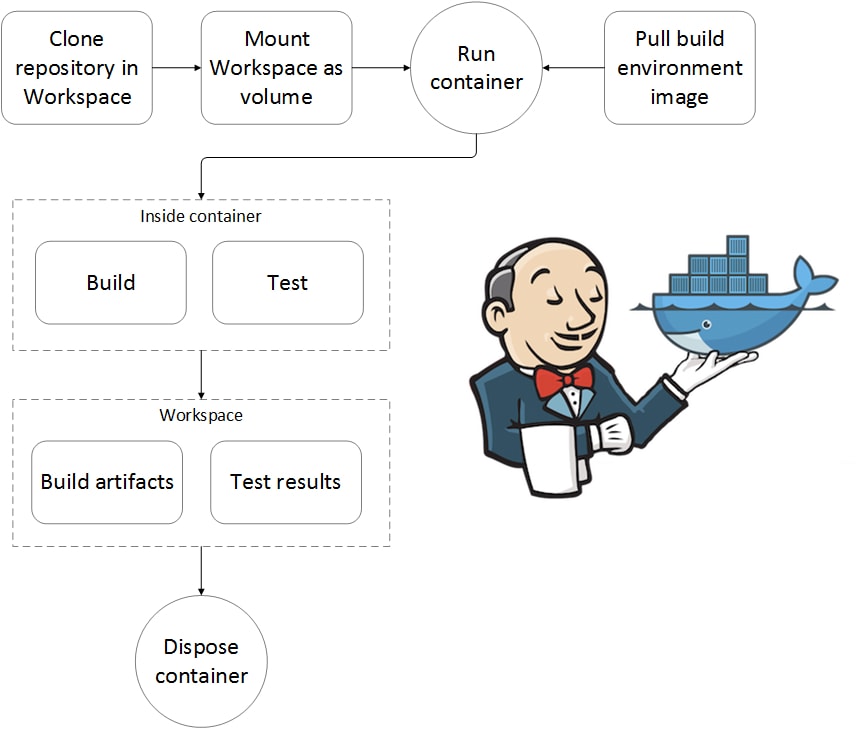 Clone
repository in
Workspace
Mount
Workspace as
volume
Run
container
Pull build
environment
image
Inside container
Build
Test
Workspace
Build artifacts
Test results
Dispose
container